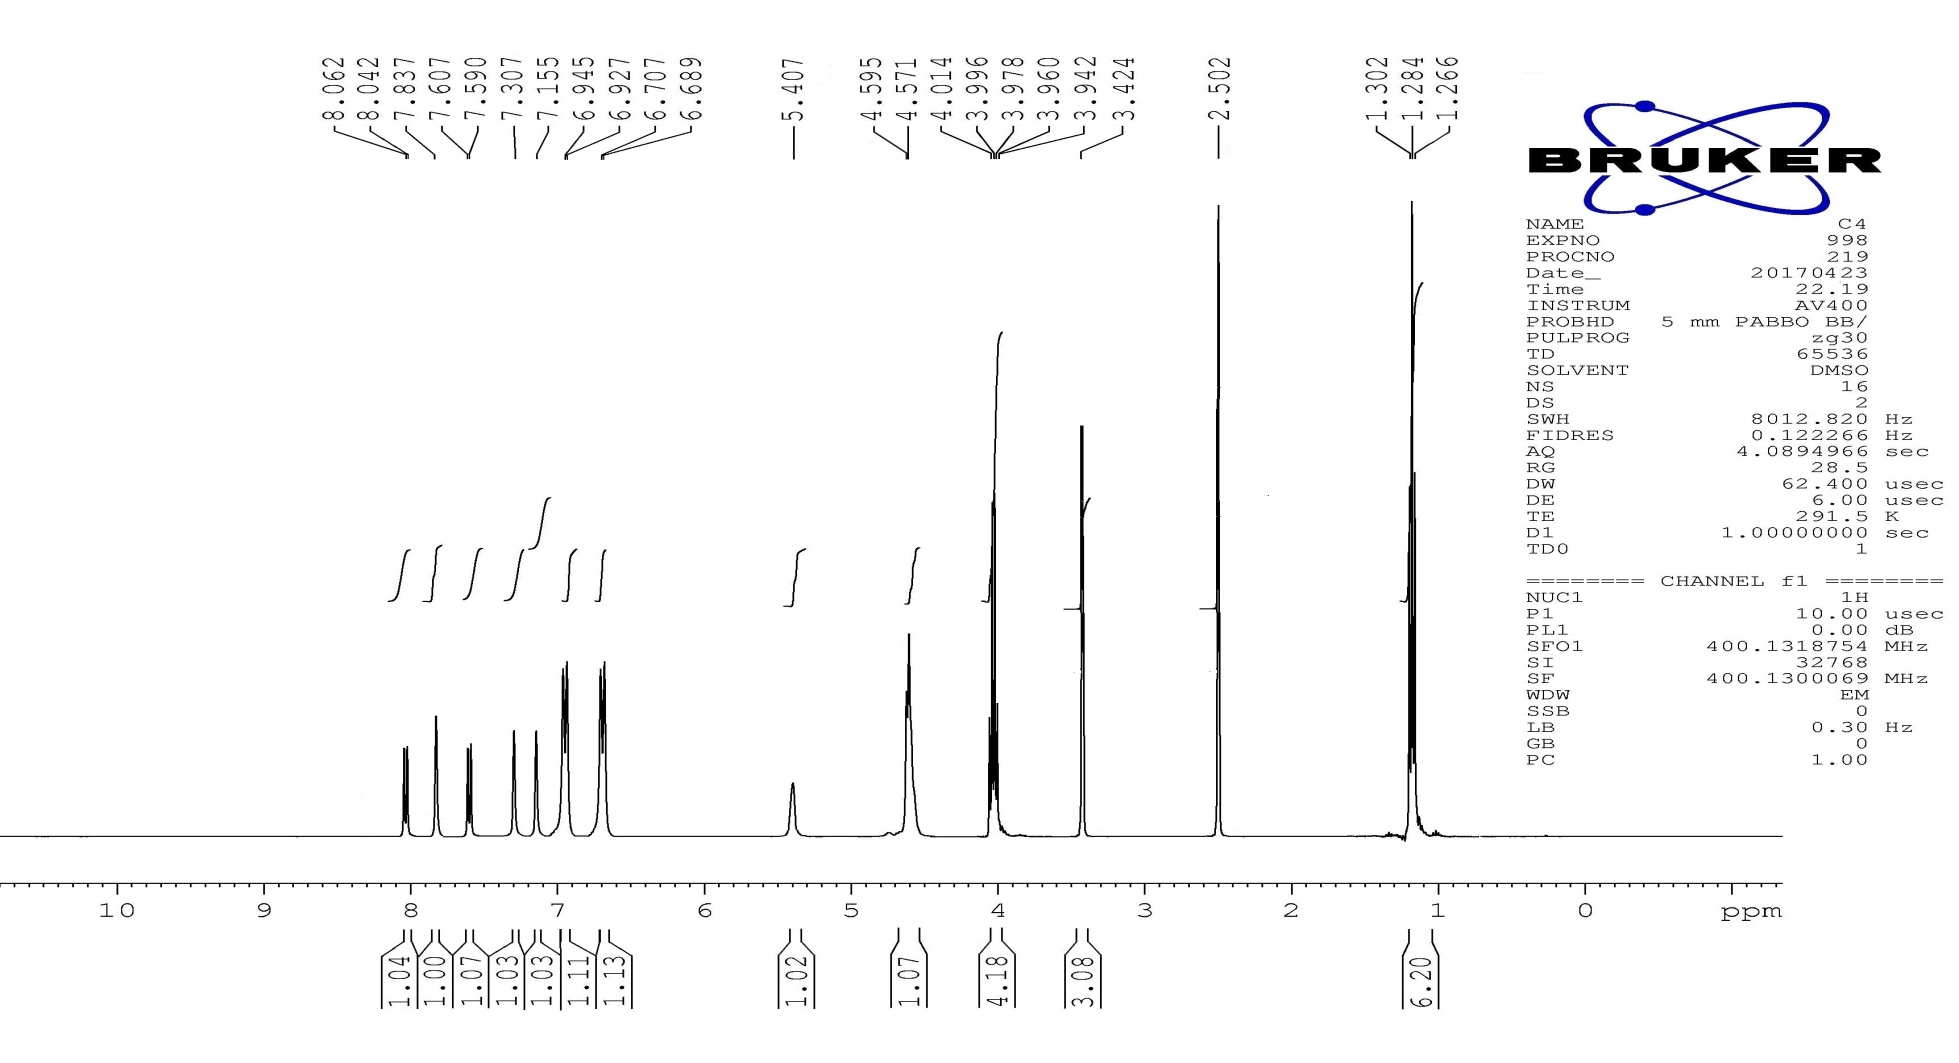 8.062
8.042
7.837
7.607
7.590
7.307
7.155
6.945
6.927
6.707
6.689
5.407
4.595
4.571
4.014
3.996
3.978
3.960
3.942
3.424
2.502
1.302
1.284
1.266
BRUKER
NAME C4
EXPNO 998
PROCNO 219
Date_ 20170423
Time 22.19
INSTRUM AV400
PROBHD 5 mm PABBO BB/
PULPROG zg30
TD 65536
SOLVENT DMSO
NS 16
DS 2
SWH 8012.820 Hz
FIDRES 0.122266 Hz
AQ 4.0894966 sec
RG 28.5
DW 62.400 usec
DE 6.00 usec
TE 291.5 K
D1 1.00000000 sec
TD0 1
======== CHANNEL f1 ========
NUC1 1H
P1 10.00 usec
PL1 0.00 dB
SFO1 400.1318754 MHz
SI 32768
SF 400.1300069 MHz
WDW EM
SSB 0
LB 0.30 Hz
GB 0
PC 1.00
10 9 8 7 6 5 4 3 2 1 0 ppm
1.04
1.00
1.07
1.03
1.03
1.11
1.13
1.02
1.07
4.18
3.08
6.20